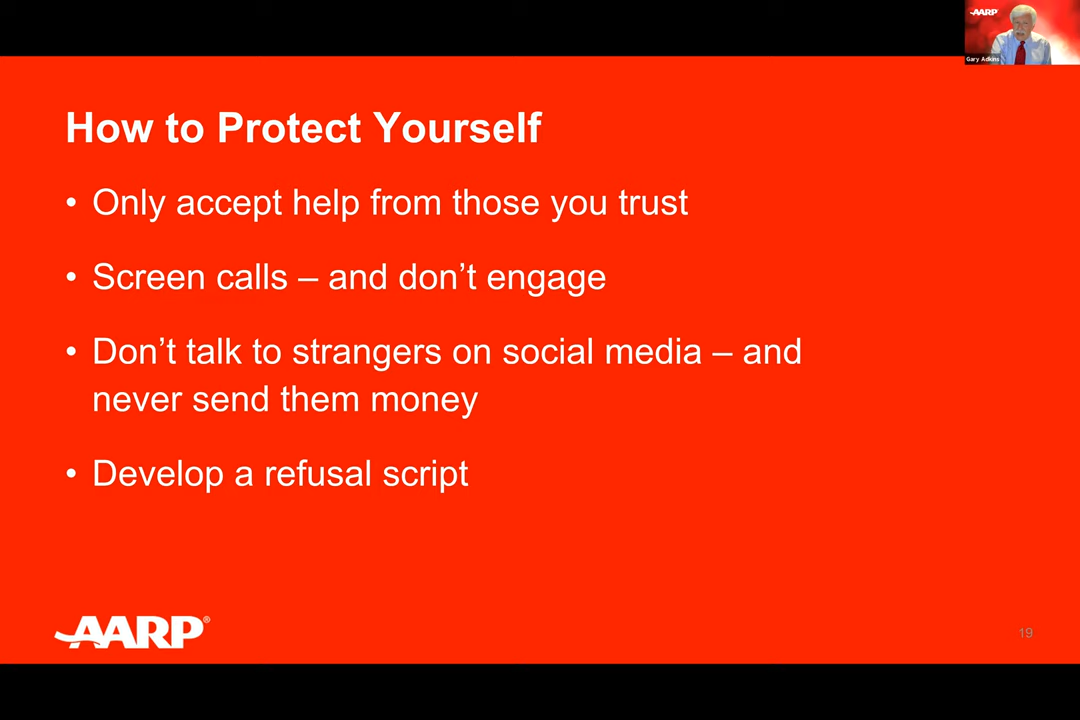 AARP
Gary Adkins
How to Protect Yourself
• Only accept help from those you trust
• Screen calls – and don’t engage
• Don’t talk to strangers on social media – and
never send them money
• Develop a refusal script
AARP®
19